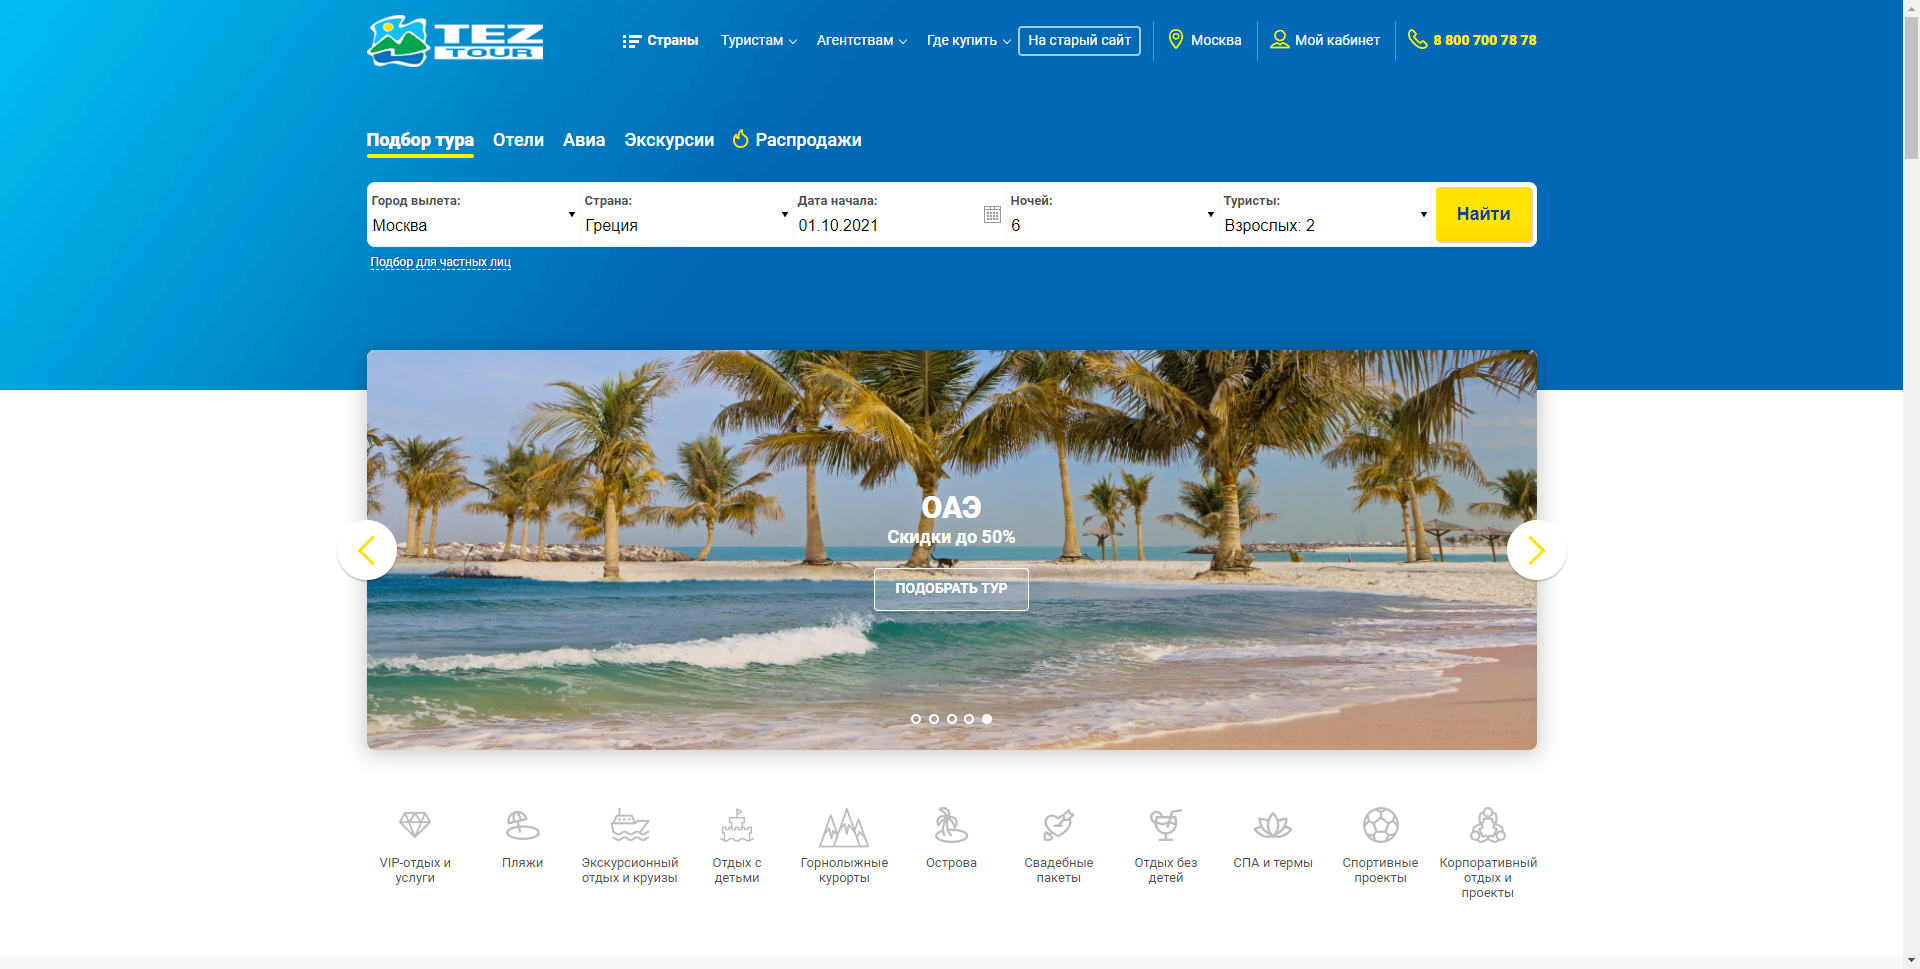 TEZ
TOUR
Страны Туристам Агентствам Где купить На старый сайт Москва Мой кабинет 8 800 700 78 78
Подбор тура Отели Авиа Экскурсии Распродажи
Город вылета: Страна: Дата начала: Ночей: Туристы:
Москва Греция 01.10.2021 6 Взрослых: 2
Найти
Подбор для частных лиц
ОАЭ
Скидки до 50%
ПОДОБРАТЬ ТУР
VIP-отдых и
услуги
Пляжи
Экскурсионный
отдых и круизы
Отдых с
детьми
Горнолыжные
курорты
Острова
Свадебные
пакеты
Отдых без
детей
СПА и термы
Спортивные
проекты
Корпоративный
отдых и
проекты